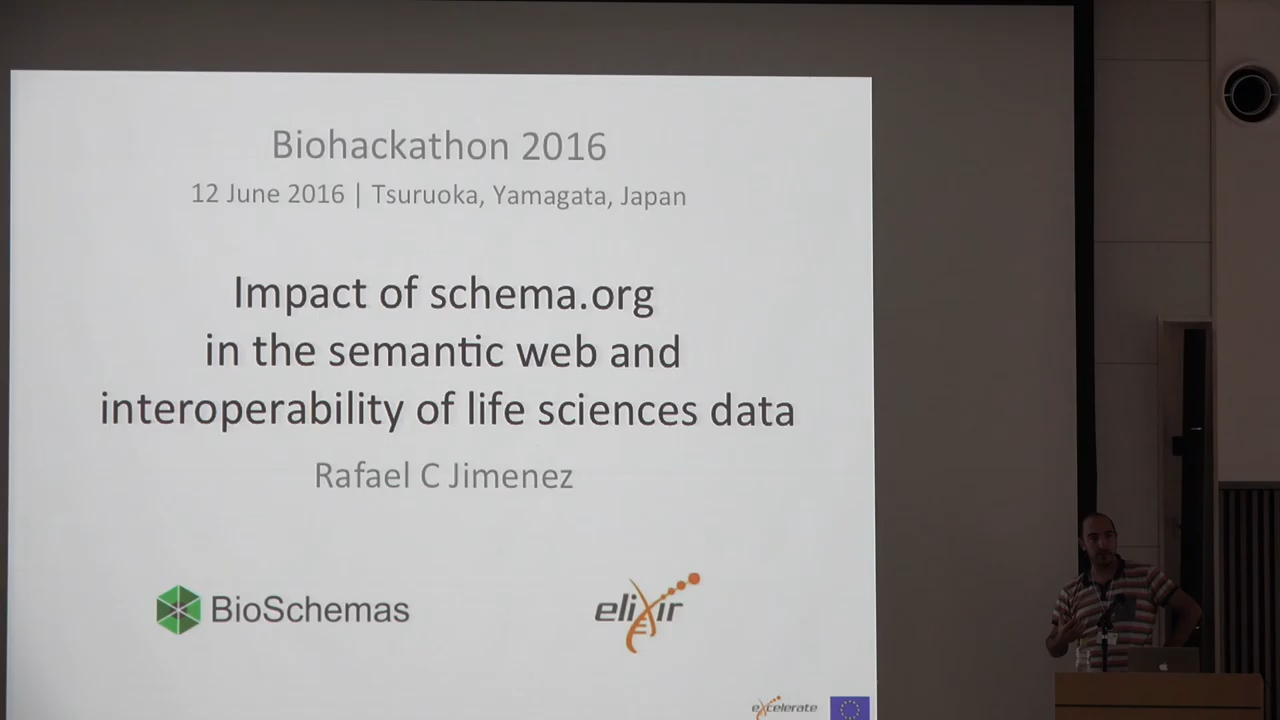 Biohackathon 2016
12 June 2016 | Tsuruoka, Yamagata, Japan
Impact of schema.org
in the semantic web and
interoperability of life sciences data
Rafael C Jimenez
BioSchemas
elixir
excelerate